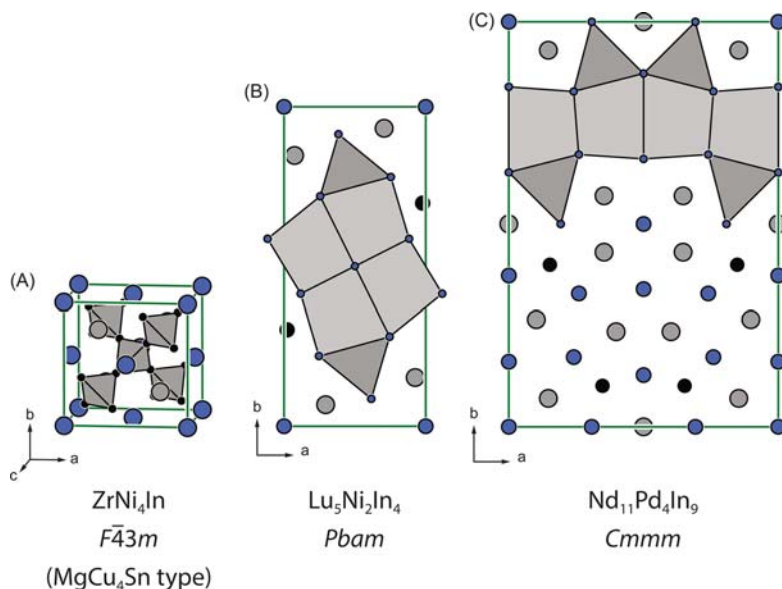 (A)
b
a
c
ZrNi₄In
F4̅3m
(MgCu₄Sn type)
(B)
b
a
Lu₅Ni₂In₄
Pbam
(C)
b
a
Nd₁₁Pd₄In₉
Cmmm